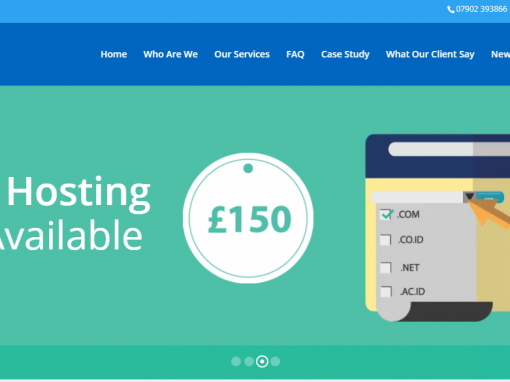 07902 393866
Home Who Are We Our Services FAQ Case Study What Our Client Say New
Hosting
Available
£150
.COM
.CO.ID
.NET
.AC.ID